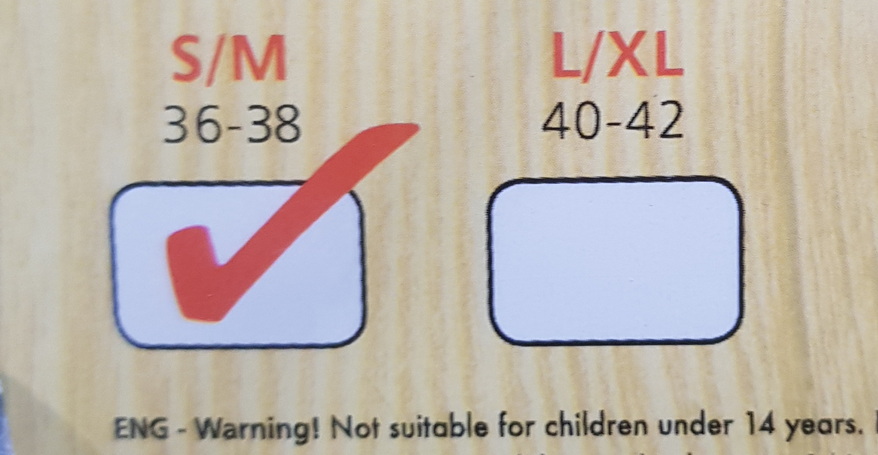 S/M L/XL
36-38 40-42
ENG - Warning! Not suitable for children under 14 years.